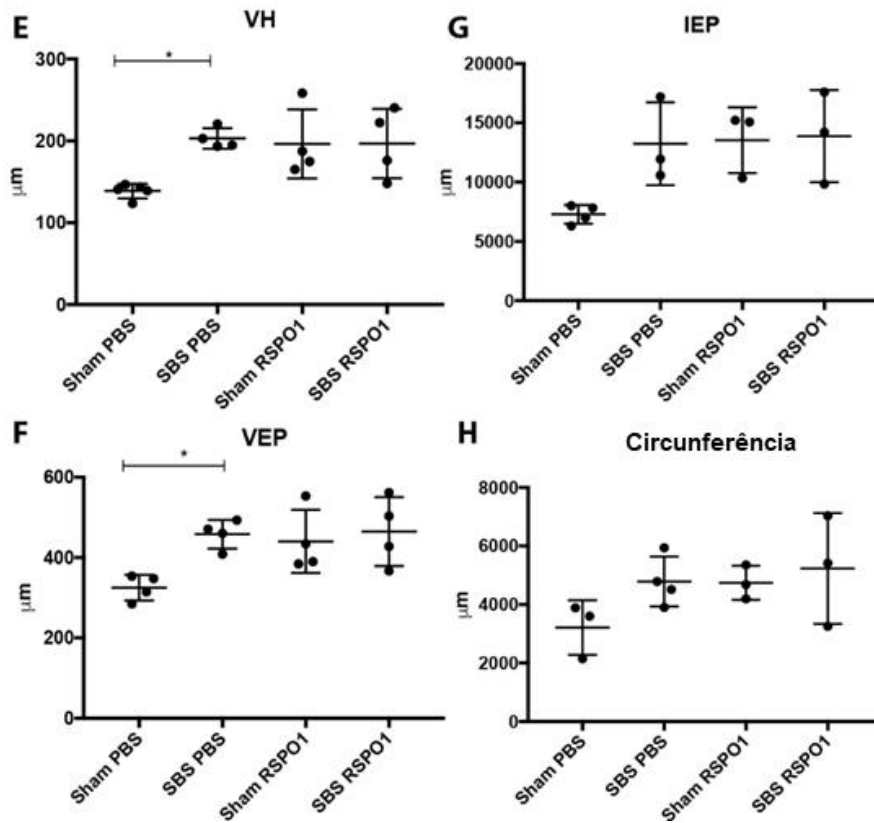 E
VH
*
300
200
100
0
μm
Sham PBS
SBS PBS
Sham RSPO1
SBS RSPO1
G
IEP
20000
15000
10000
5000
0
μm
Sham PBS
SBS PBS
Sham RSPO1
SBS RSPO1
F
VEP
*
600
400
200
0
μm
Sham PBS
SBS PBS
Sham RSPO1
SBS RSPO1
H
Circunferência
8000
6000
4000
2000
0
μm
Sham PBS
SBS PBS
Sham RSPO1
SBS RSPO1